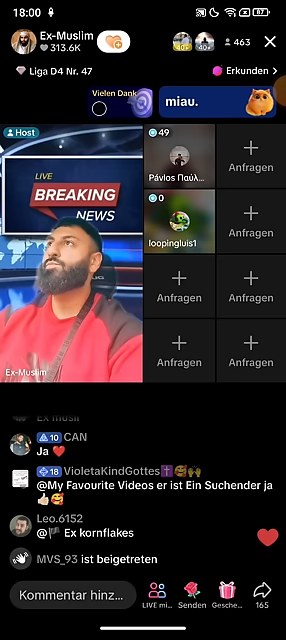 18:00
87
Ex-Muslim
313.6K
40+
40+
463
Liga D4 Nr. 47
Erkunden
Vielen Dank
miau.
Host
LIVE
BREAKING
NEWS
Ex-Muslim
49
Pávlos Παύλ...
Anfragen
0
loopingluis1
Anfragen
Anfragen
Anfragen
Anfragen
Anfragen
Ex musli
10 CAN
Ja
18 VioletaKindGottes
@My Favourite Videos er ist Ein Suchender ja
Leo.6152
@🏴 Ex kornflakes
MVS_93 ist beigetreten
Kommentar hinz...
LIVE mi...
Senden
Gesche...
165